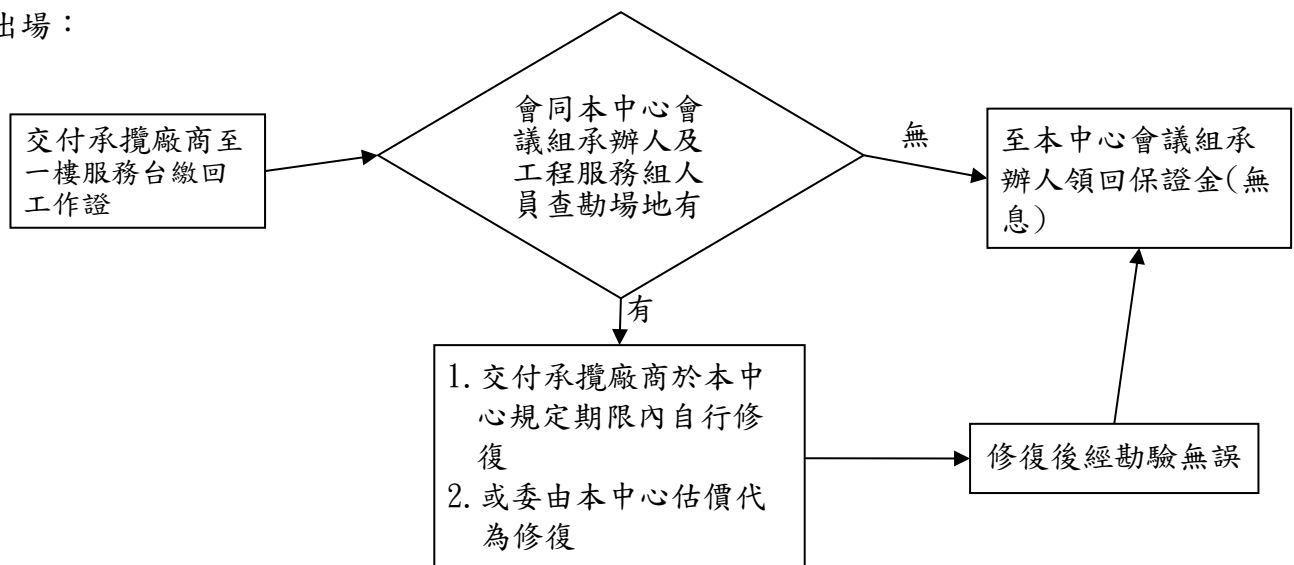 出場：
交付承攬廠商至
一樓服務台繳回
工作證
會同本中心會
議組承辦人及
工程服務組人
員查勘場地有
無
至本中心會議組承
辦人領回保證金(無
息)
有
1. 交付承攬廠商於本中
心規定期限內自行修
復
2. 或委由本中心估價代
為修復
修復後經勘驗無誤